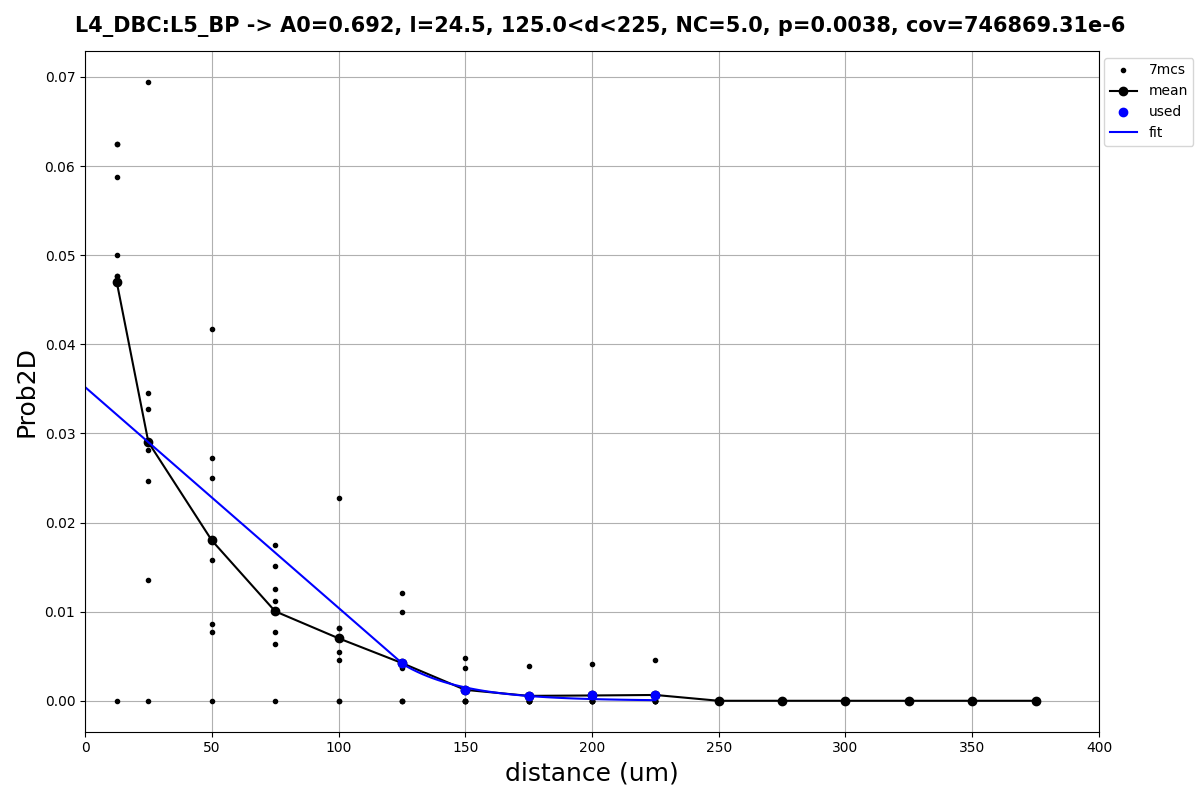 L4_DBC:L5_BP -> A0=0.692, l=24.5, 125.0<d<225, NC=5.0, p=0.0038, cov=746869.31e-6
7mcs
mean
used
fit
0.07
0.06
0.05
0.04
0.03
0.02
0.01
0.00
Prob2D
0 50 100 150 200 250 300 350 400
distance (um)